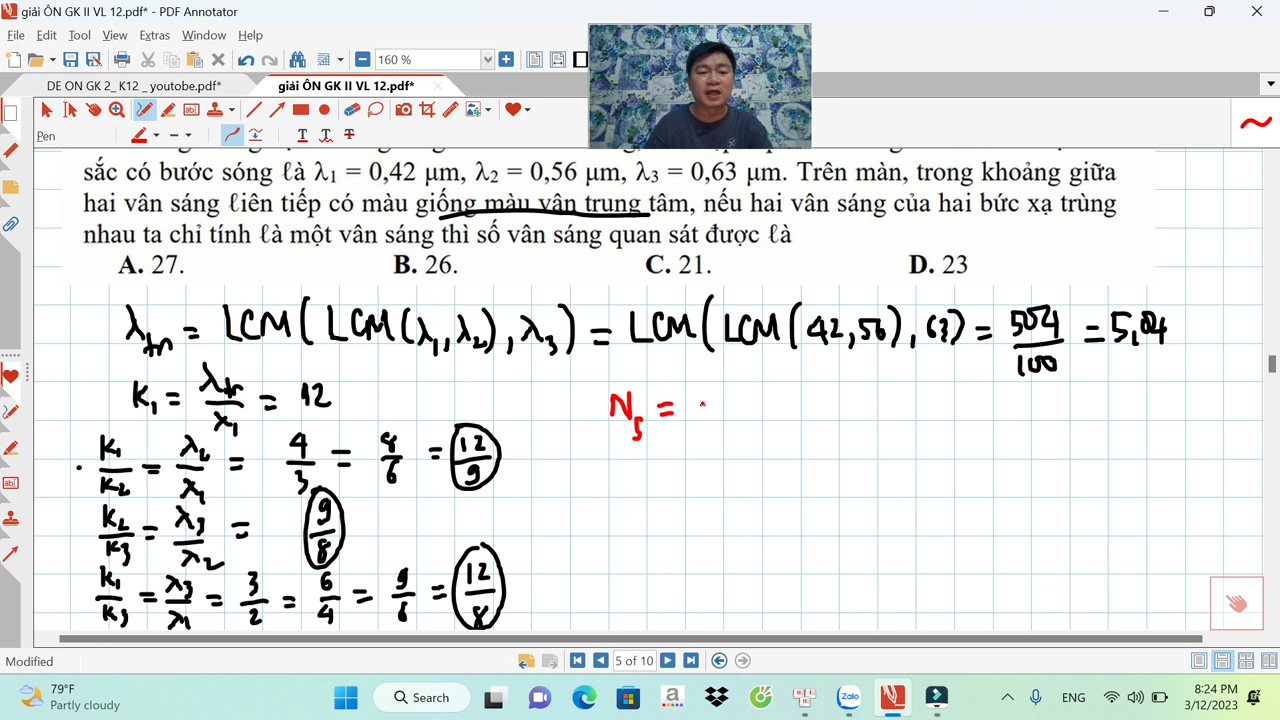 giải ÔN GK II VL 12.pdf* - PDF Annotator
File Edit Tool View Extras Window Help
160 %
DE ON GK 2_ K12 _ youtube.pdf* giải ÔN GK II VL 12.pdf*
Pen
sắc có bước sóng ℓà λ1 = 0,42 μm, λ2 = 0,56 μm, λ3 = 0,63 μm. Trên màn, trong khoảng giữa
hai vân sáng ℓiên tiếp có màu giống màu vân trung tâm, nếu hai vân sáng của hai bức xạ trùng
nhau ta chỉ tính ℓà một vân sáng thì số vân sáng quan sát được ℓà
A. 27. B. 26. C. 21. D. 23
λtr = LCM(LCM(λ1, λ2), λ3) = LCM(LCM(42,56), 63) = 504/100 = 5,04
K1 = λtr/λ1 = 12
Ns =
K1/K2 = λ2/λ1 = 4/3 = 8/6 = 12/9
K2/K3 = λ3/λ2 = 9/8
K1/K3 = λ3/λ1 = 3/2 = 6/4 = 9/6 = 12/8
5 of 10
Modified
79°F
Partly cloudy
Search
Zalo
ENG
8:24 PM
3/12/2023